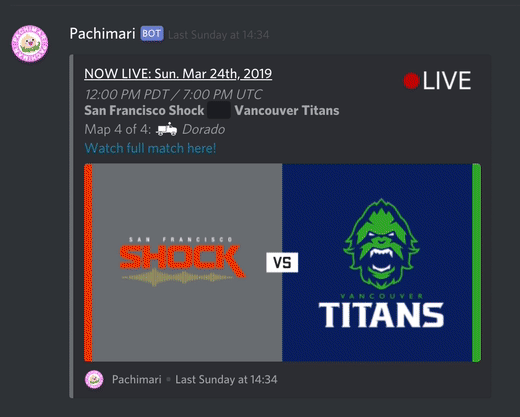 Pachimari BOT Last Sunday at 14:34
NOW LIVE: Sun. Mar 24th, 2019
12:00 PM PDT / 7:00 PM UTC
LIVE
San Francisco Shock Vancouver Titans
Map 4 of 4: Dorado
Watch full match here!
SAN FRANCISCO
SHOCK
VS
VANCOUVER
TITANS
Pachimari • Last Sunday at 14:34